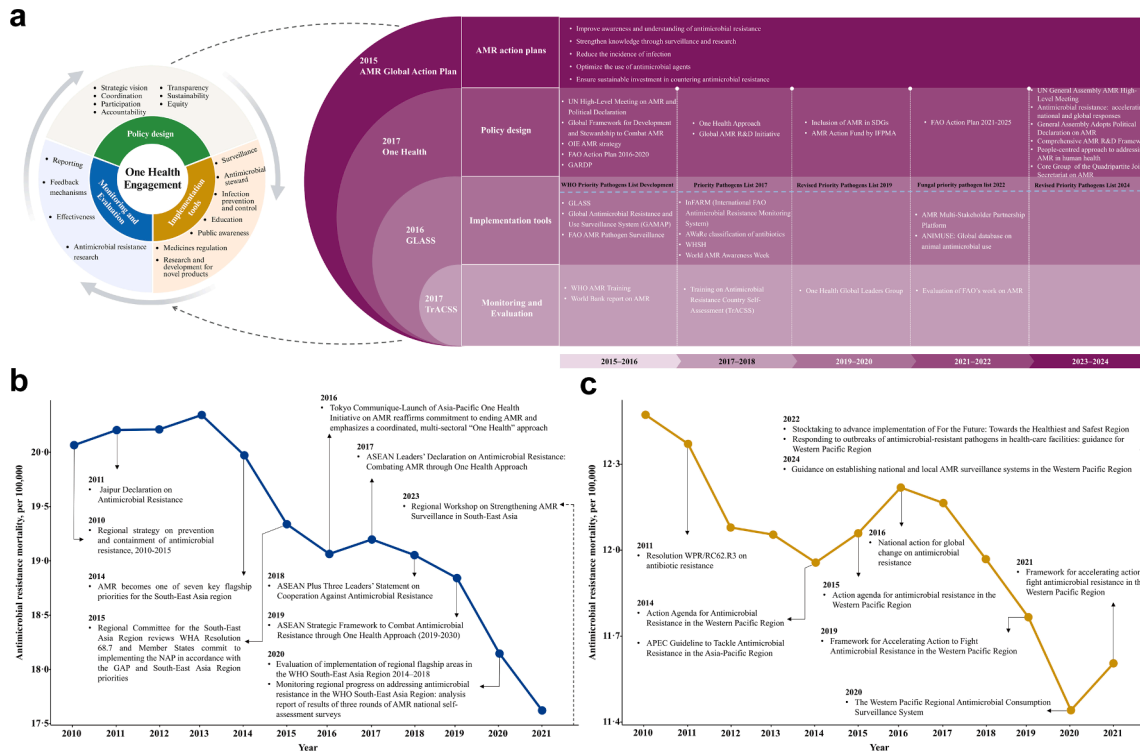 a
• Strategic vision
• Coordination
• Participation
• Accountability
• Transparency
• Sustainability
• Equity
Policy design
• Reporting
• Feedback
mechanisms
• Effectiveness
• Antimicrobial resistance
research
Monitoring and
Evaluation
One Health
Engagement
Implementation
tools
• Surveillance
• Antimicrobial
steward
• Infection
prevention
and control
• Education
• Public awareness
• Medicines regulation
• Research and
development for
novel products
2015
AMR Global Action Plan
2017
One Health
2016
GLASS
2017
TrACSS
AMR action plans
• Improve awareness and understanding of antimicrobial resistance
• Strengthen knowledge through surveillance and research
• Reduce the incidence of infection
• Optimize the use of antimicrobial agents
• Ensure sustainable investment in countering antimicrobial resistance
Policy design
• UN High-Level Meeting on AMR and
Political Declaration
• Global Framework for Development
and Stewardship to Combat AMR
• OIE AMR strategy
• FAO Action Plan 2016-2020
• GARDP
• One Health Approach
• Global AMR R&D Initiative
• Inclusion of AMR in SDGs
• AMR Action Fund by IFPMA
• FAO Action Plan 2021-2025
• UN General Assembly AMR High-
Level Meeting
• Antimicrobial resistance: accelerati
national and global responses
• General Assembly Adopts Political
Declaration on AMR
• Comprehensive AMR R&D Framew
• People-centred approach to addressin
AMR in human health
• Core Group of the Quadripartite Joi
Secretariat on AMR
Implementation tools
WHO Priority Pathogens List Development
• GLASS
• Global Antimicrobial Resistance and
Use Surveillance System (GAMAP)
• FAO AMR Pathogen Surveillance
Priority Pathogens List 2017
• InFARM (International FAO
Antimicrobial Resistance Monitoring
System)
• AWaRe classification of antibiotics
• WHSH
• World AMR Awareness Week
Revised Priority Pathogens List 2019
Fungal priority pathogen list 2022
• AMR Multi-Stakeholder Partnership
Platform
• ANIMUSE: Global database on
animal antimicrobial use
Revised Priority Pathogens List 2024
Monitoring and
Evaluation
• WHO AMR Training
• World Bank report on AMR
• Training on Antimicrobial
Resistance Country Self-
Assessment (TrACSS)
• One Health Global Leaders Group
• Evaluation of FAO's work on AMR
2015–2016
2017–2018
2019–2020
2021–2022
2023–2024
b
Antimicrobial resistance mortality, per 100,000
20·0
19·5
19·0
18·5
18·0
17·5
2016
• Tokyo Communique-Launch of Asia-Pacific One Health
Initiative on AMR reaffirms commitment to ending AMR and
emphasizes a coordinated, multi-sectoral "One Health" approach
2017
• ASEAN Leaders' Declaration on Antimicrobial Resistance:
Combating AMR through One Health Approach
2023
• Regional Workshop on Strengthening AMR
Surveillance in South-East Asia
2011
• Jaipur Declaration on
Antimicrobial Resistance
2010
• Regional strategy on prevention
and containment of antimicrobial
resistance, 2010-2015
2014
• AMR becomes one of seven key flagship
priorities for the South-East Asia region
2015
• Regional Committee for the South-East
Asia Region reviews WHA Resolution
68.7 and Member States commit to
implementing the NAP in accordance with
the GAP and South-East Asia Region
priorities
2018
• ASEAN Plus Three Leaders' Statement on
Cooperation Against Antimicrobial Resistance
2019
• ASEAN Strategic Framework to Combat Antimicrobial
Resistance through One Health Approach (2019-2030)
2020
• Evaluation of implementation of regional flagship areas in
the WHO South-East Asia Region 2014–2018
• Monitoring regional progress on addressing antimicrobial
resistance in the WHO South-East Asia Region: analysis
report of results of three rounds of AMR national self-
assessment surveys
2010 2011 2012 2013 2014 2015 2016 2017 2018 2019 2020 2021
Year
c
Antimicrobial resistance mortality, per 100,000
12·3
12·0
11·7
11·4
2022
• Stocktaking to advance implementation of For the Future: Towards the Healthiest and Safest Region
• Responding to outbreaks of antimicrobial-resistant pathogens in health-care facilities: guidance for
Western Pacific Region
2024
• Guidance on establishing national and local AMR surveillance systems in the Western Pacific Region
2011
• Resolution WPR/RC62.R3 on
antibiotic resistance
2016
• National action for global
change on antimicrobial
resistance
2015
• Action agenda for antimicrobial resistance in the
Western Pacific Region
2021
• Framework for accelerating action
fight antimicrobial resistance in th
Western Pacific Region
2014
• Action Agenda for Antimicrobial
Resistance in the Western Pacific Region
• APEC Guideline to Tackle Antimicrobial
Resistance in the Asia-Pacific Region
2019
• Framework for Accelerating Action to Fight
Antimicrobial Resistance in the Western Pacific Region
2020
• The Western Pacific Regional Antimicrobial Consumption
Surveillance System
2010 2011 2012 2013 2014 2015 2016 2017 2018 2019 2020 2021
Year